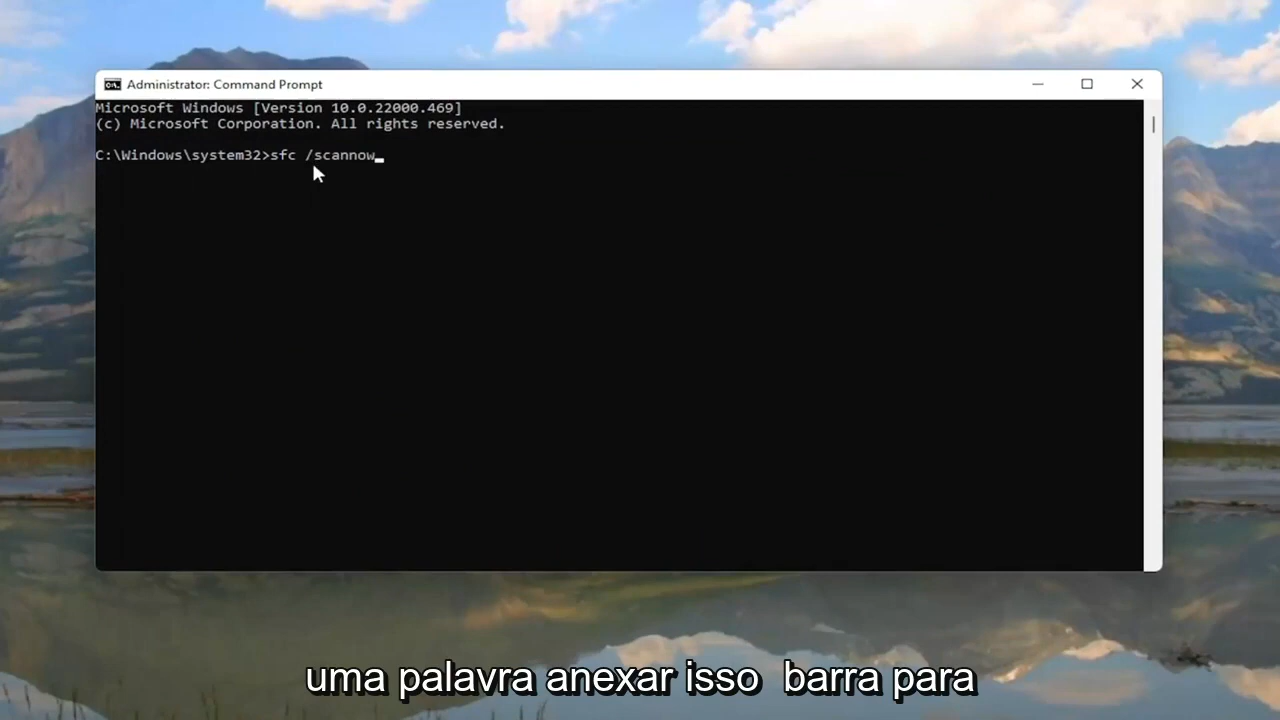 Administrator: Command Prompt
Microsoft Windows [Version 10.0.22000.469]
(c) Microsoft Corporation. All rights reserved.
C:\Windows\system32>sfc /scannow
uma palavra anexar isso  barra para